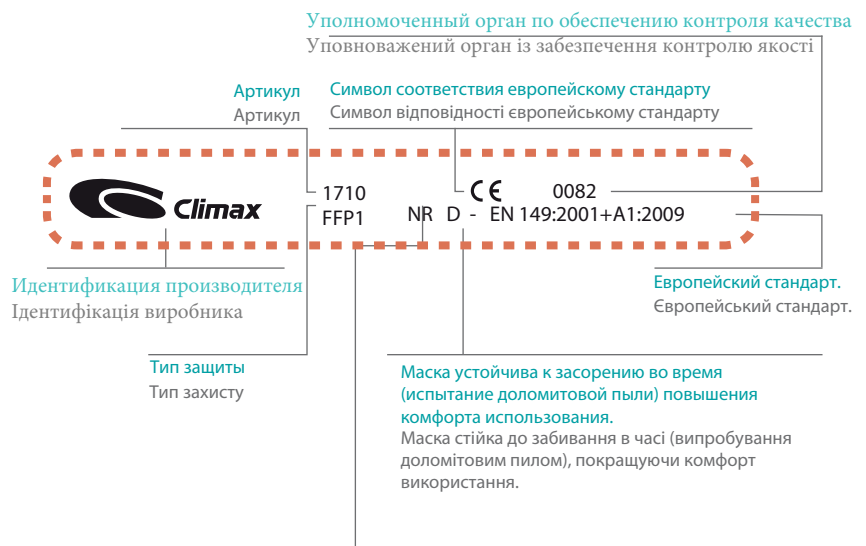 Уполномоченный орган по обеспечению контроля качества
Уповноважений орган із забезпечення контролю якості
Артикул
Артикул
Символ соответствия европейскому стандарту
Символ відповідності європейському стандарту
Climax
1710
CE 0082
FFP1 NR D - EN 149:2001+A1:2009
Идентификация производителя
Ідентифікація виробника
Европейский стандарт.
Європейський стандарт.
Тип защиты
Тип захисту
Маска устойчива к засорению во время
(испытание доломитовой пыли) повышения
комфорта использования.
Маска стійка до забивання в часі (випробування
доломітовим пилом), покращуючи комфорт
використання.